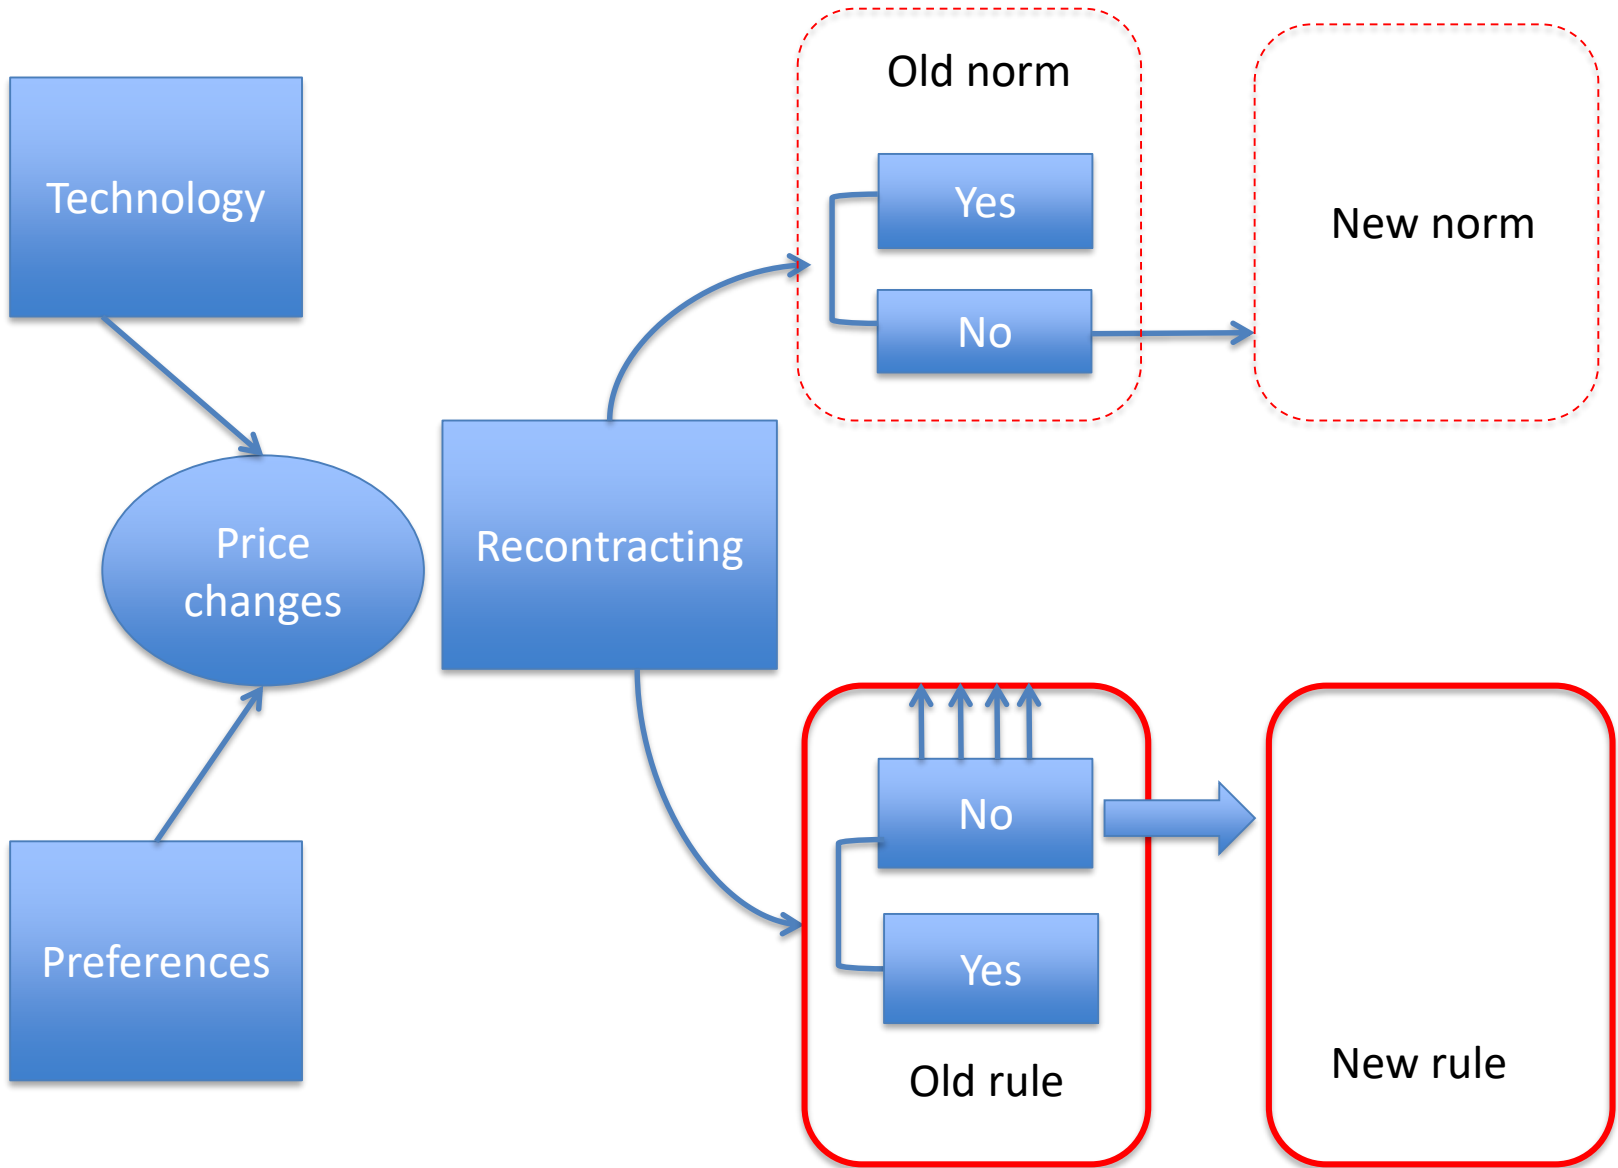 Technology
Price
changes
Preferences
Recontracting
Old norm
Yes
No
New norm
No
Yes
Old rule
New rule